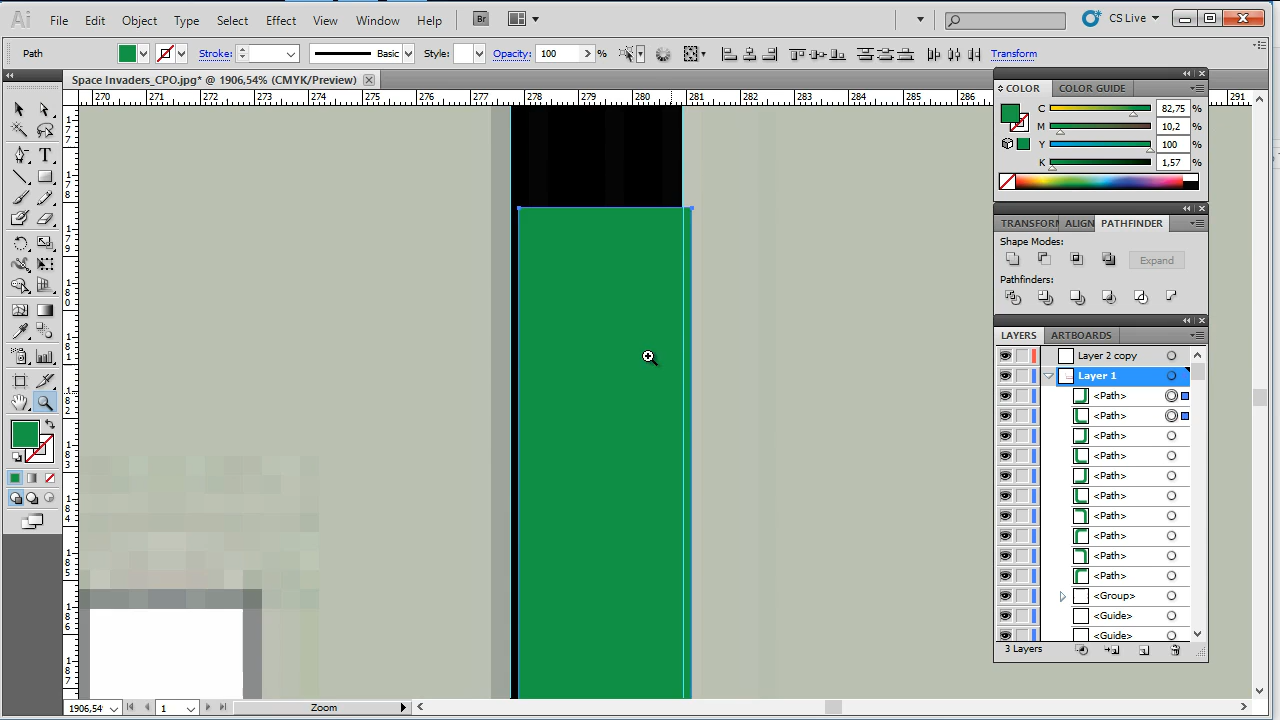 Ai File Edit Object Type Select Effect View Window Help Br CS Live
Path Stroke: Basic Style: Opacity: 100 % Transform
Space Invaders_CPO.jpg* @ 1906,54% (CMYK/Preview)
270 271 272 273 274 275 276 277 278 279 280 281 282 283 284 285 286 291
COLOR COLOR GUIDE
C 82,75 %
M 10,2 %
Y 100 %
K 1,57 %
TRANSFORM ALIGN PATHFINDER
Shape Modes:
Expand
Pathfinders:
LAYERS ARTBOARDS
Layer 2 copy
Layer 1
<Path>
<Path>
<Path>
<Path>
<Path>
<Path>
<Path>
<Path>
<Path>
<Path>
<Group>
<Guide>
<Guide>
3 Layers
1906,54 1 Zoom